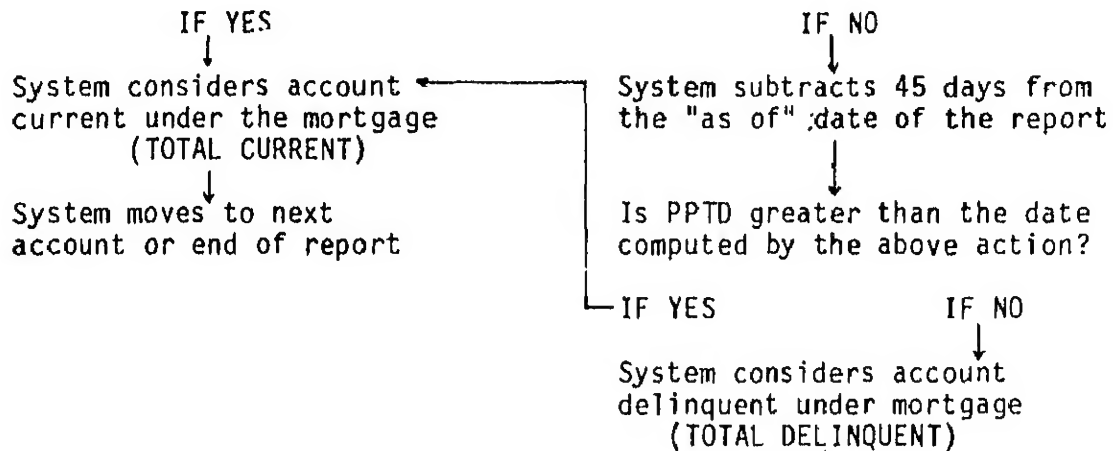 IF YES
System considers account
current under the mortgage
(TOTAL CURRENT)
System moves to next
account or end of report
IF NO
System subtracts 45 days from
the "as of" date of the report
Is PPTD greater than the date
computed by the above action?
IF YES
IF NO
System considers account
delinquent under mortgage
(TOTAL DELINQUENT)